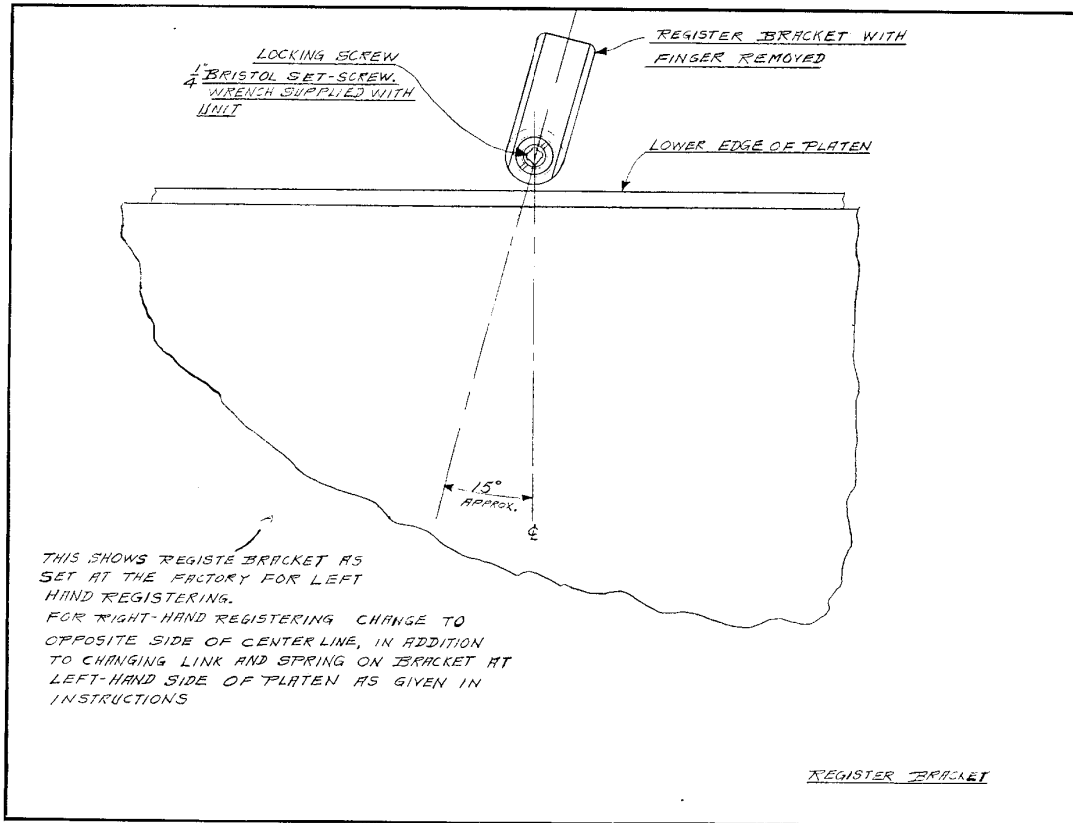 LOCKING SCREW
1/4" BRISTOL SET-SCREW.
WRENCH SUPPLIED WITH
UNIT
REGISTER BRACKET WITH
FINGER REMOVED
LOWER EDGE OF PLATEN
15°
APPROX.
℄
THIS SHOWS REGISTE BRACKET AS
SET AT THE FACTORY FOR LEFT
HAND REGISTERING.
FOR RIGHT-HAND REGISTERING CHANGE TO
OPPOSITE SIDE OF CENTER LINE, IN ADDITION
TO CHANGING LINK AND SPRING ON BRACKET AT
LEFT-HAND SIDE OF PLATEN AS GIVEN IN
INSTRUCTIONS
REGISTER BRACKET